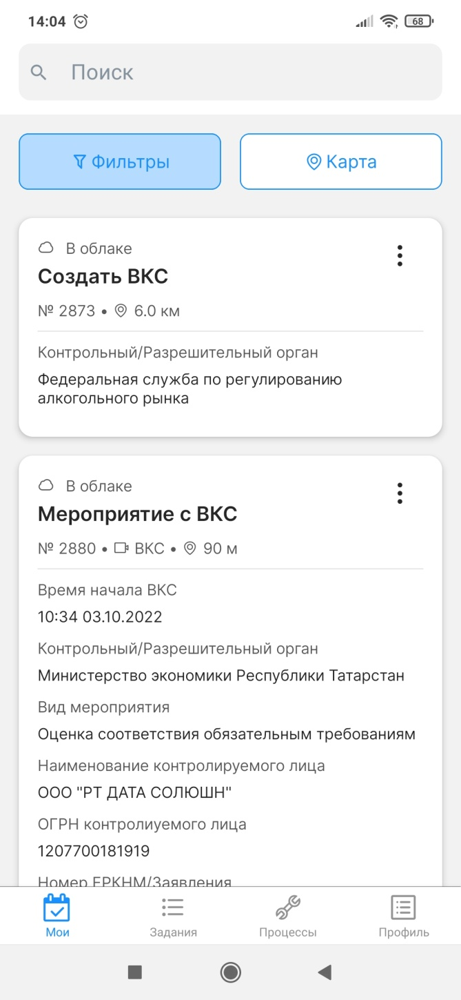 14:04
68
Поиск
Фильтры
Карта
В облаке
Создать ВКС
№ 2873 • 6.0 км
Контрольный/Разрешительный орган
Федеральная служба по регулированию
алкогольного рынка
В облаке
Мероприятие с ВКС
№ 2880 • ВКС • 90 м
Время начала ВКС
10:34 03.10.2022
Контрольный/Разрешительный орган
Министерство экономики Республики Татарстан
Вид мероприятия
Оценка соответствия обязательным требованиям
Наименование контролируемого лица
ООО "РТ ДАТА СОЛЮШН"
ОГРН контролиуемого лица
1207700181919
Номер ЕРКНМ/Заявления
Мои
Задания
Процессы
Профиль